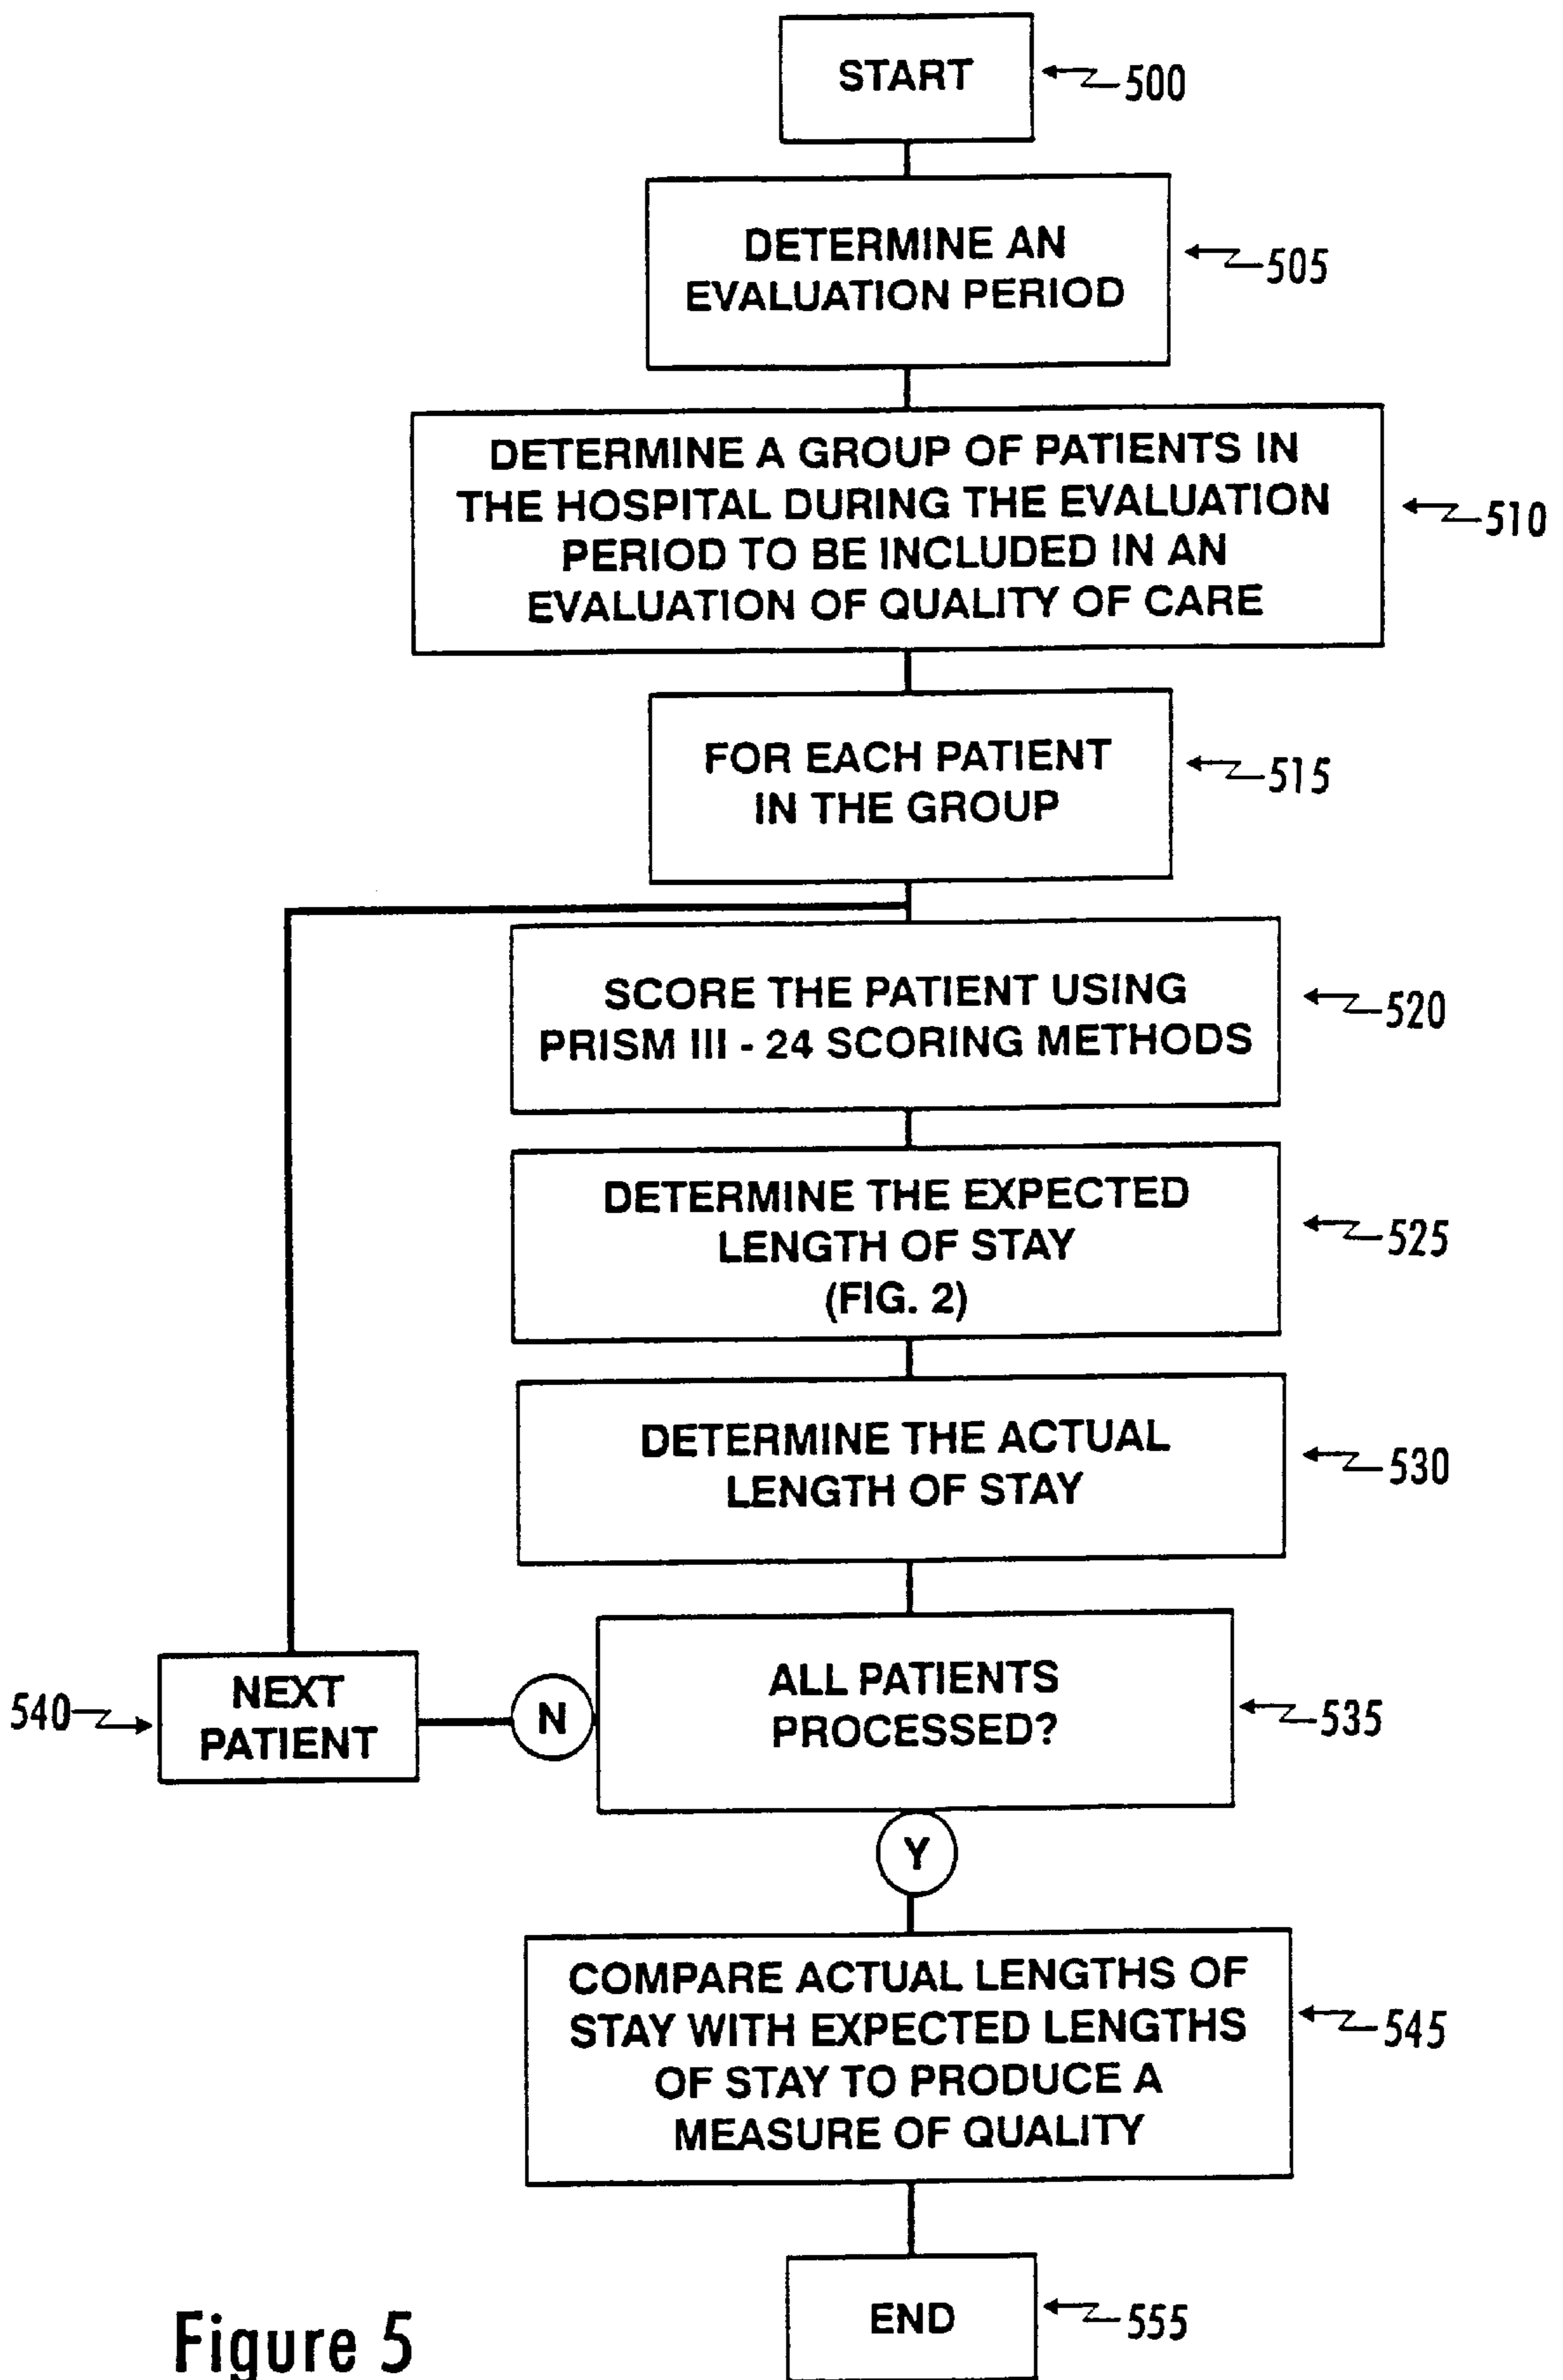 START
500
DETERMINE AN
EVALUATION PERIOD
505
DETERMINE A GROUP OF PATIENTS IN
THE HOSPITAL DURING THE EVALUATION
PERIOD TO BE INCLUDED IN AN
EVALUATION OF QUALITY OF CARE
510
FOR EACH PATIENT
IN THE GROUP
515
SCORE THE PATIENT USING
PRISM III - 24 SCORING METHODS
520
DETERMINE THE EXPECTED
LENGTH OF STAY
(FIG. 2)
525
DETERMINE THE ACTUAL
LENGTH OF STAY
530
ALL PATIENTS
PROCESSED?
535
N
NEXT
PATIENT
540
Y
COMPARE ACTUAL LENGTHS OF
STAY WITH EXPECTED LENGTHS
OF STAY TO PRODUCE A
MEASURE OF QUALITY
545
END
555
Figure 5